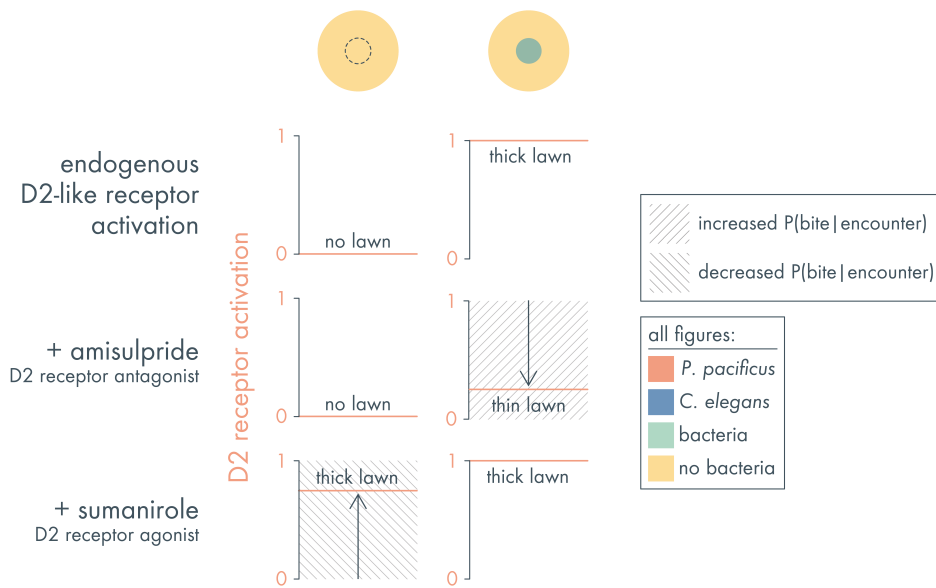 endogenous
D2-like receptor
activation
D2 receptor activation
1
no lawn
0
1
thick lawn
0
+ amisulpride
D2 receptor antagonist
1
no lawn
0
1
thin lawn
0
+ sumanirole
D2 receptor agonist
1
thick lawn
0
1
thick lawn
0
increased P(bite|encounter)
decreased P(bite|encounter)
all figures:
P. pacificus
C. elegans
bacteria
no bacteria